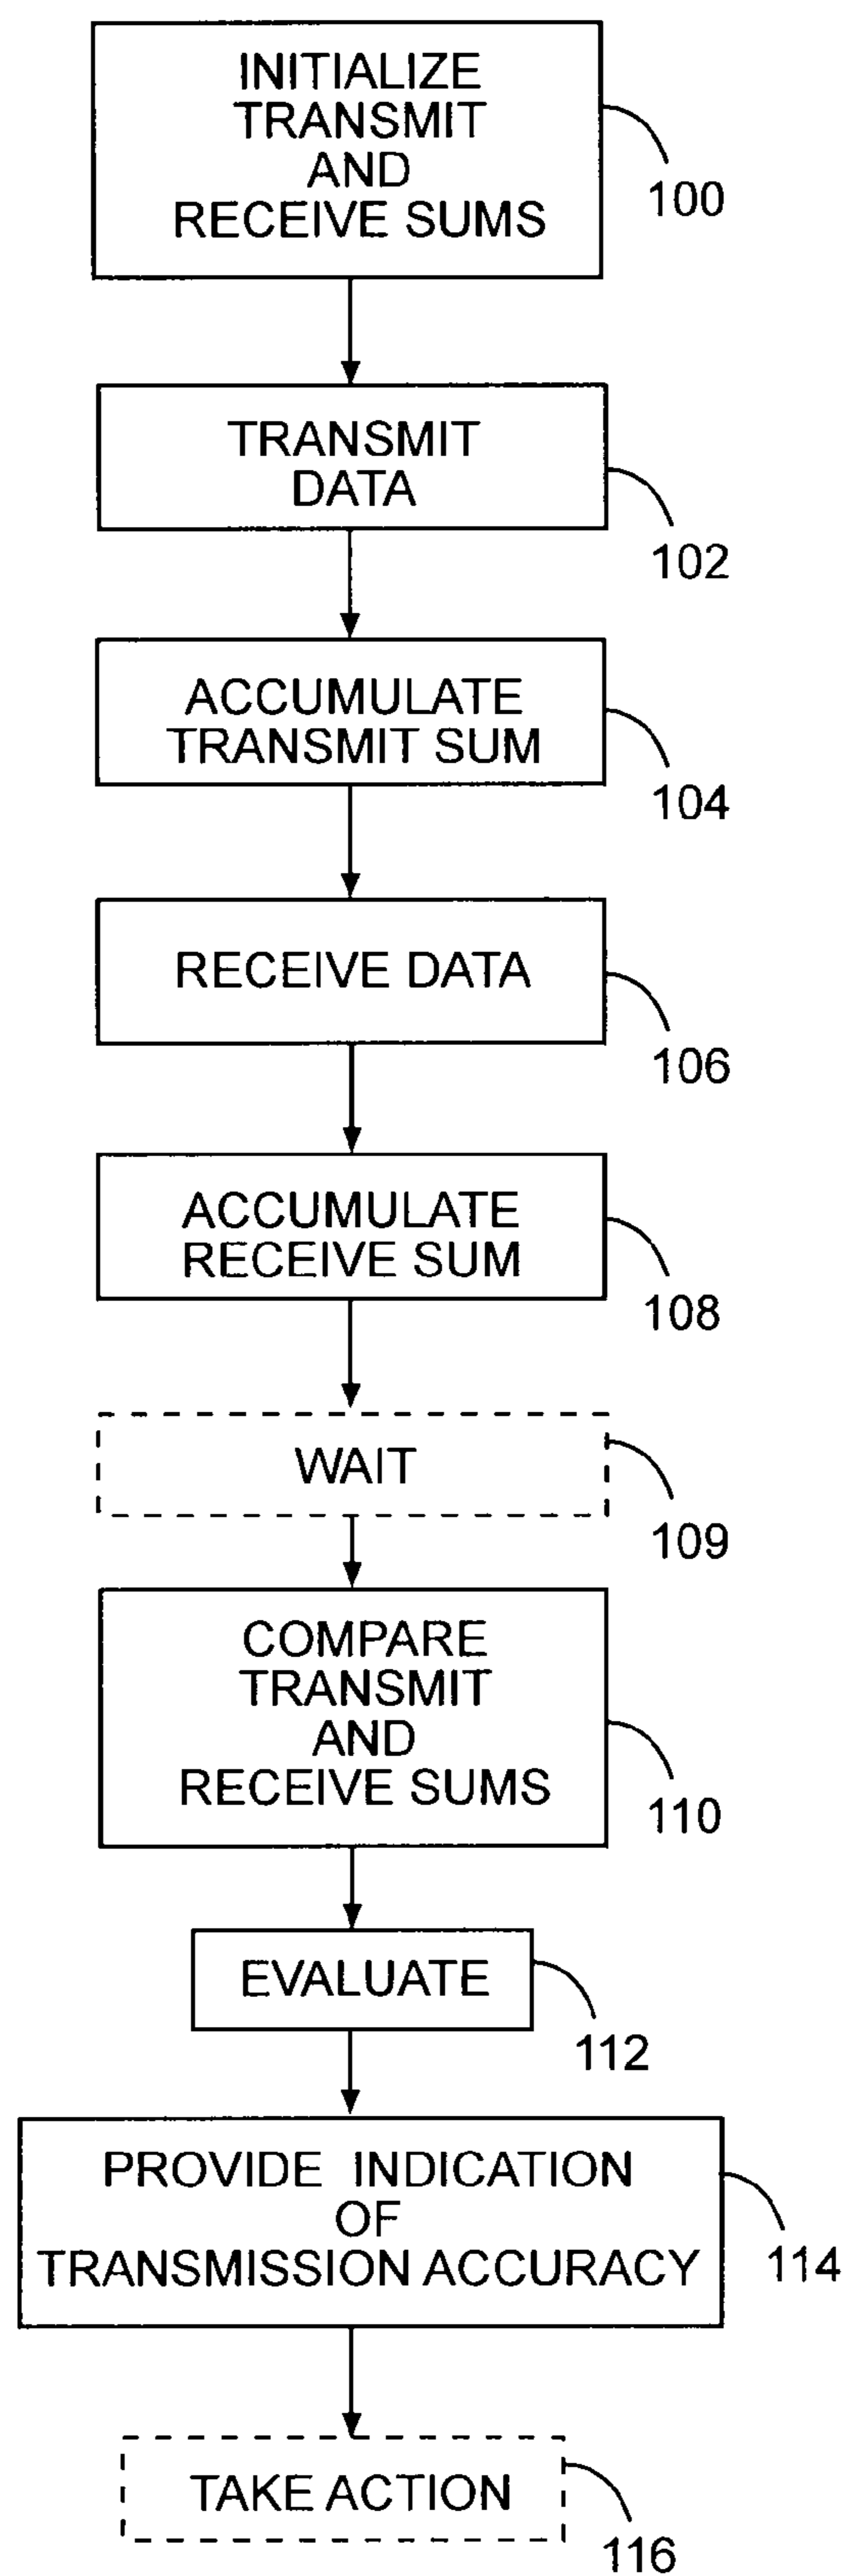 INITIALIZE
TRANSMIT
AND
RECEIVE SUMS
100
TRANSMIT
DATA
102
ACCUMULATE
TRANSMIT SUM
104
RECEIVE DATA
106
ACCUMULATE
RECEIVE SUM
108
WAIT
109
COMPARE
TRANSMIT
AND
RECEIVE SUMS
110
EVALUATE
112
PROVIDE INDICATION
OF
TRANSMISSION ACCURACY
114
TAKE ACTION
116